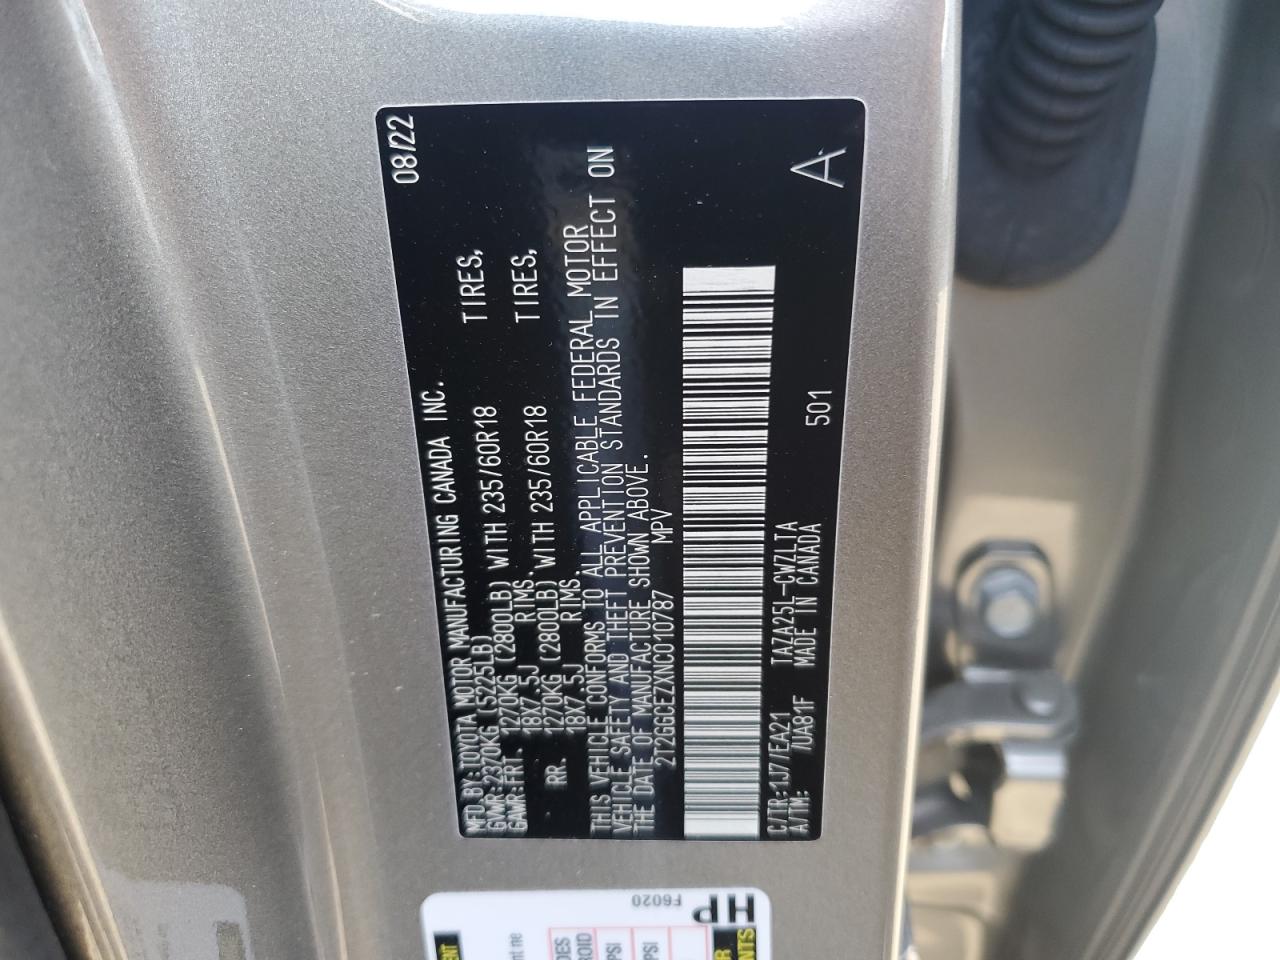 MFD BY:TOYOTA MOTOR MANUFACTURING CANADA INC. 08/22
GVWR:2370KG (5225LB)
GAWR:FRT. 1270KG (2800LB) WITH 235/60R18 TIRES,
18X7.5J RIMS.
RR. 1270KG (2800LB) WITH 235/60R18 TIRES,
18X7.5J RIMS.
THIS VEHICLE CONFORMS TO ALL APPLICABLE FEDERAL MOTOR
VEHICLE SAFETY AND THEFT PREVENTION STANDARDS IN EFFECT ON
THE DATE OF MANUFACTURE SHOWN ABOVE.
2T2GGCEZXNC010787 MPV
C/TR:1J7/EA21 TAZA25L-CWZLTA 501 A
A/TM: /UA81F MADE IN CANADA
HP
F6020
PSI
PSI